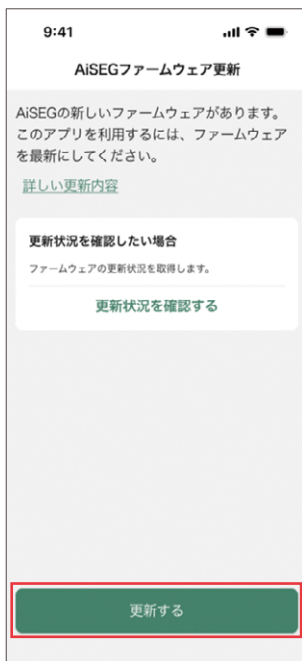 9:41
AiSEGファームウェア更新
AiSEGの新しいファームウェアがあります。
このアプリを利用するには、ファームウェア
を最新にしてください。
詳しい更新内容
更新状況を確認したい場合
ファームウェアの更新状況を取得します。
更新状況を確認する
更新する